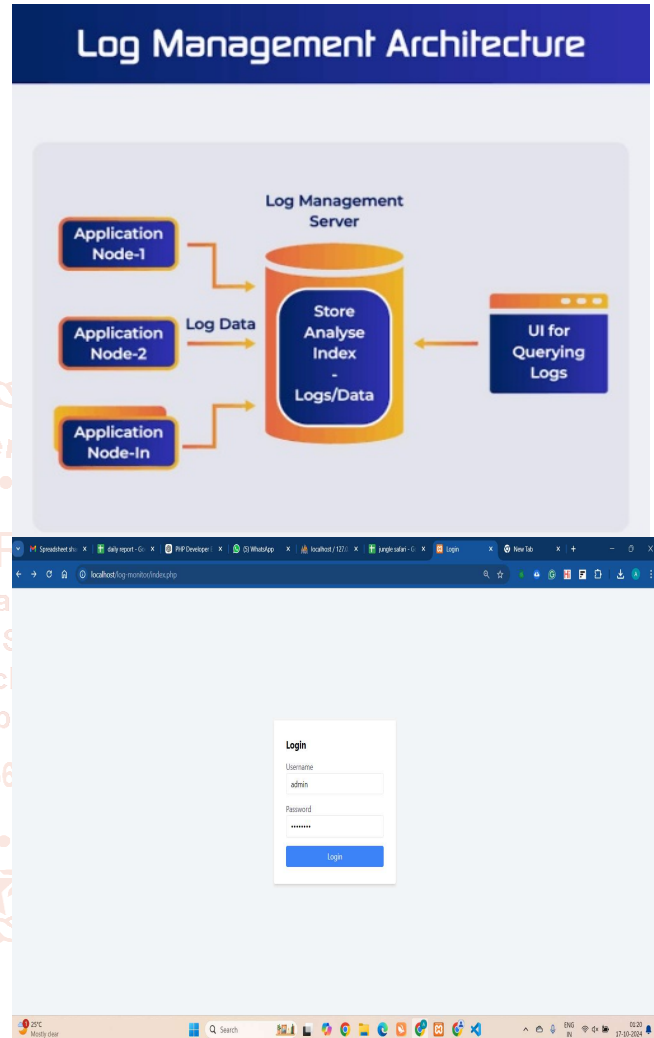 Log Management Architecture
Log Management
Server
Application
Node-1
Log Data
Application
Node-2
Application
Node-In
Store
Analyse
Index
-
Logs/Data
UI for
Querying
Logs
Spreadsheet sha
daily report - Go
PHP Developer
(5) WhatsApp
localhost / 127.0
jungle safari - G
Login
New Tab
localhost/log-monitor/index.php
Login
Username
admin
Password
Login
25°C
Mostly clear
Search
ENG
IN
01:20
17-10-2024